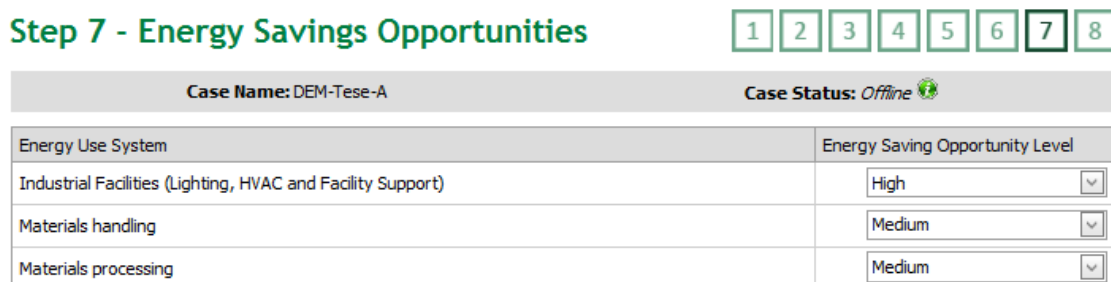 Step 7 - Energy Savings Opportunities 1 2 3 4 5 6 7 8
Case Name: DEM-Tese-A Case Status: Offline
Energy Use System Energy Saving Opportunity Level
Industrial Facilities (Lighting, HVAC and Facility Support) High
Materials handling Medium
Materials processing Medium